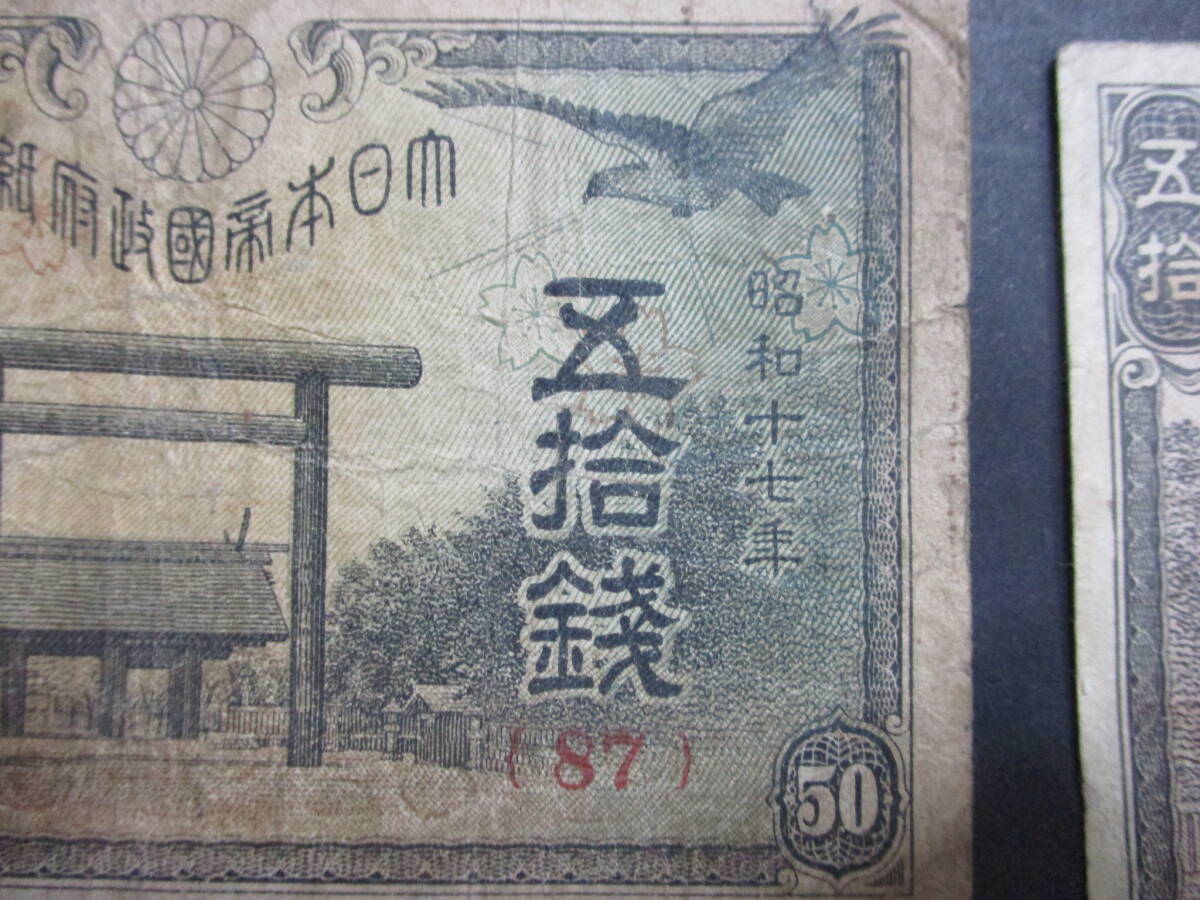 大日本帝國政府紙
昭和十七年
五拾錢
(87)
50
五拾